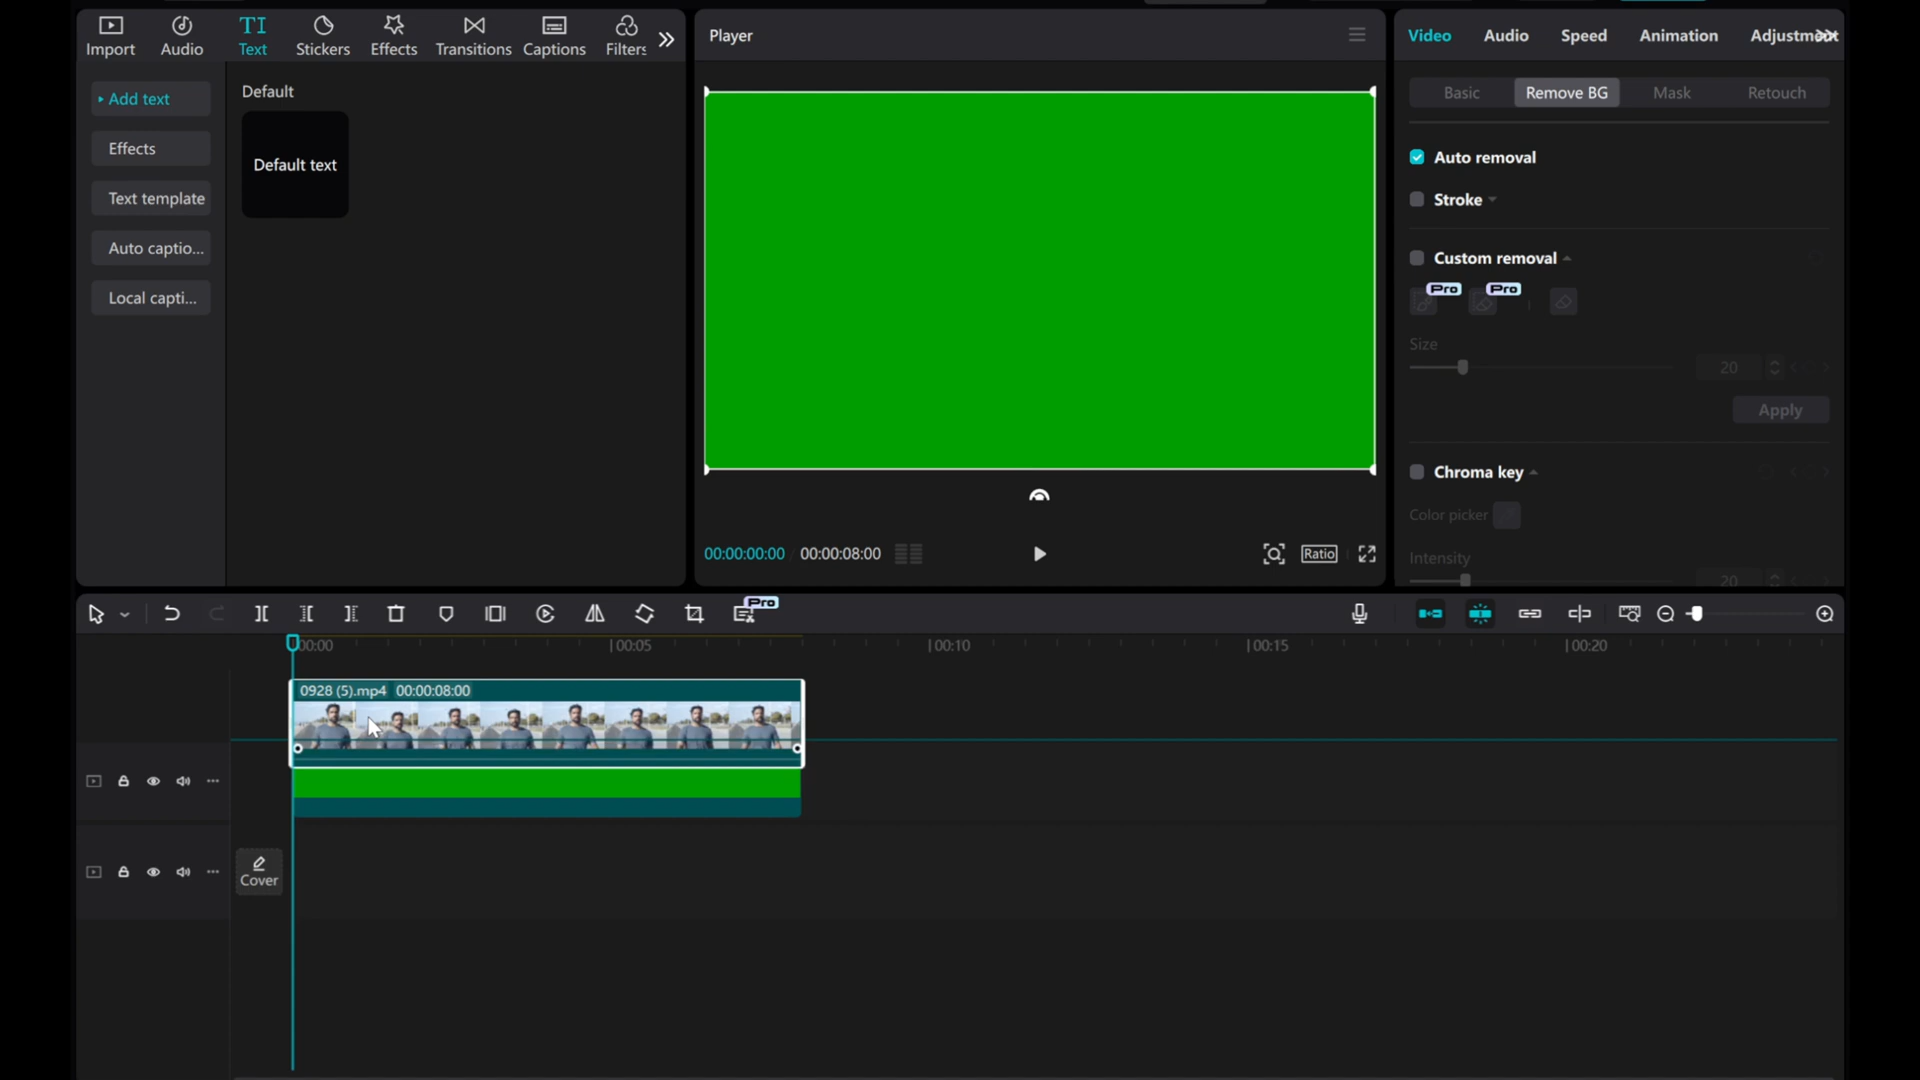 Import
Audio
TI
Text
Stickers
Effects
Transitions
Captions
Filters
Add text
Effects
Text template
Auto captio...
Local capti...
Default
Default text
Player
00:00:00:00
00:00:08:00
Ratio
Video
Audio
Speed
Animation
Basic
Remove BG
Mask
Retouch
Auto removal
Stroke
Custom removal
Pro
Pro
Size
20
Apply
Chroma key
Color picker
Intensity
20
Pro
00:00
00:05
00:10
00:15
00:20
0928 (5).mp4 00:00:08:00
Cover